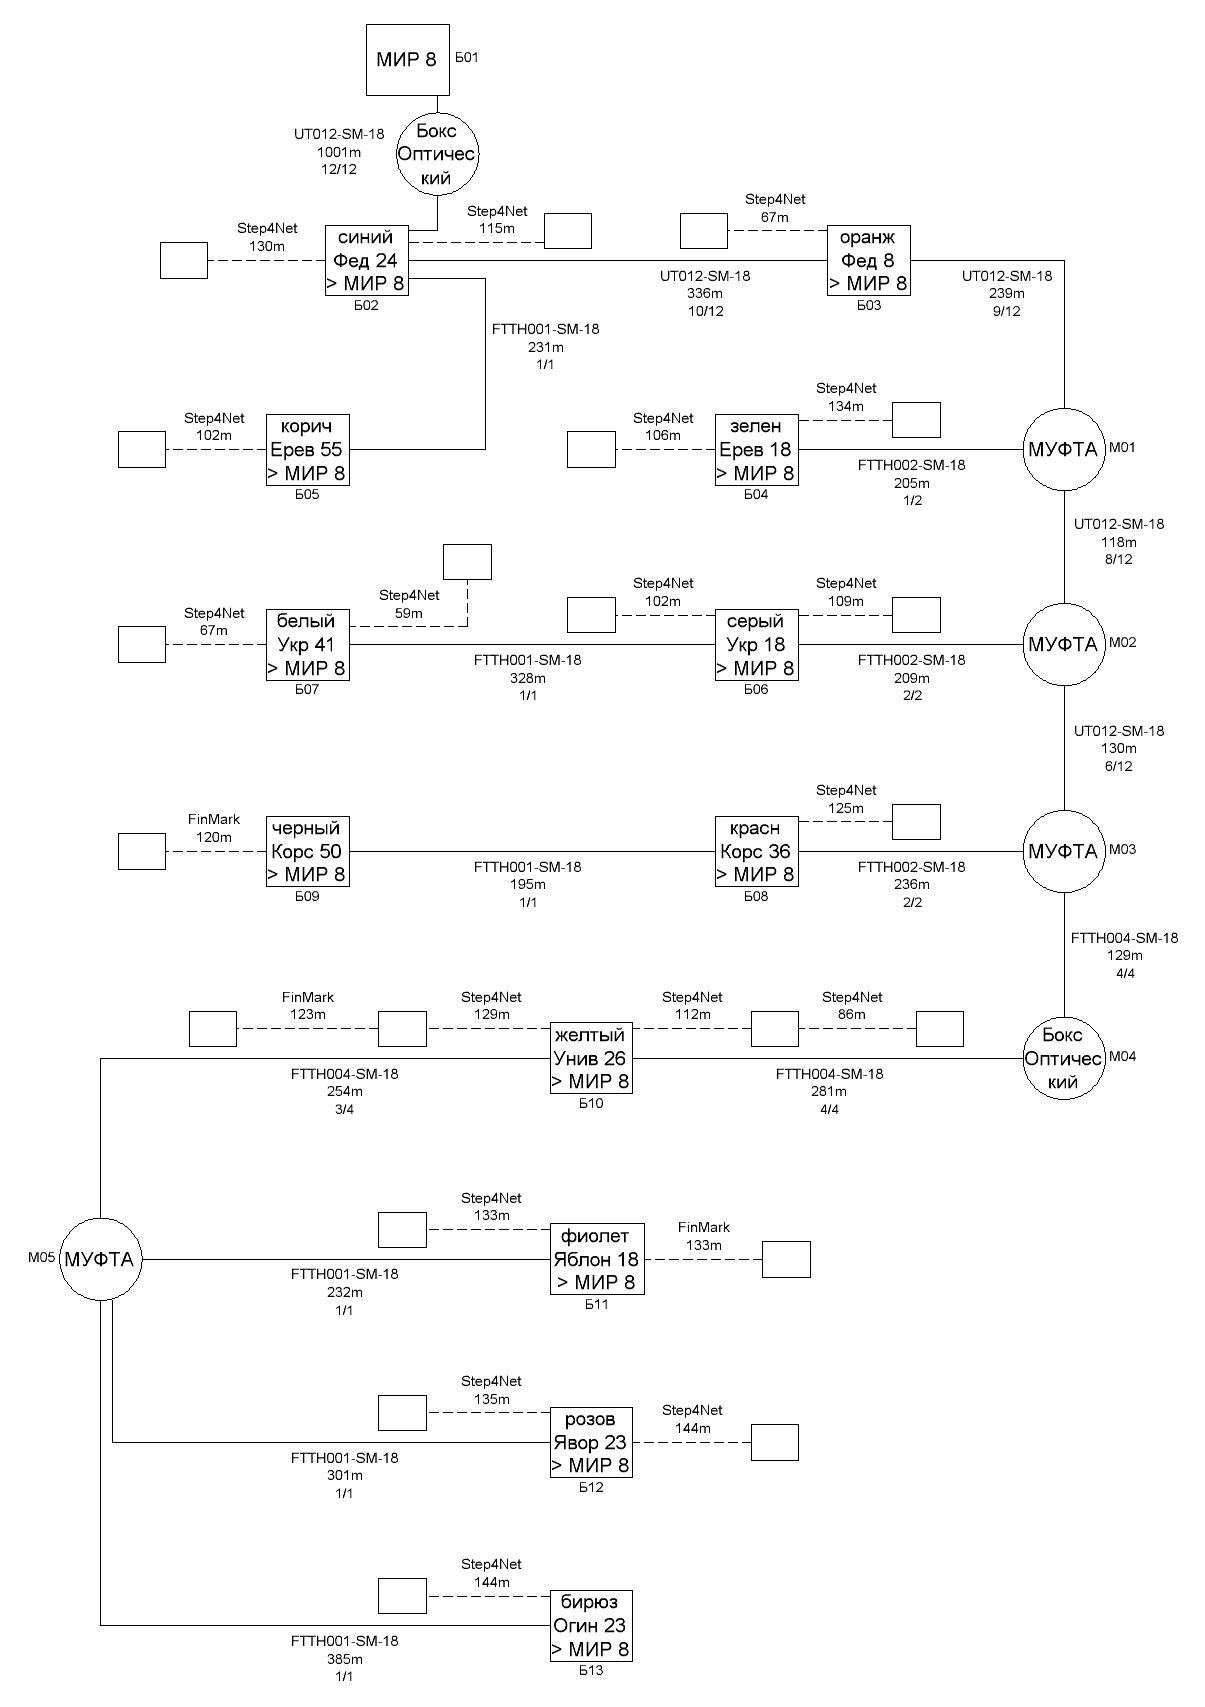 МИР 8
Б01
UT012-SM-18
1001m
12/12
Бокс
Оптичес
кий
Step4Net
130m
синий
Фед 24
> МИР 8
Б02
Step4Net
115m
Step4Net
67m
UT012-SM-18
336m
10/12
оранж
Фед 8
> МИР 8
Б03
UT012-SM-18
239m
9/12
FTTH001-SM-18
231m
1/1
Step4Net
102m
корич
Ерев 55
> МИР 8
Б05
Step4Net
106m
зелен
Ерев 18
> МИР 8
Б04
Step4Net
134m
FTTH002-SM-18
205m
1/2
МУФТА
М01
UT012-SM-18
118m
8/12
Step4Net
67m
белый
Укр 41
> МИР 8
Б07
Step4Net
59m
FTTH001-SM-18
328m
1/1
Step4Net
102m
серый
Укр 18
> МИР 8
Б06
Step4Net
109m
FTTH002-SM-18
209m
2/2
МУФТА
М02
UT012-SM-18
130m
6/12
FinMark
120m
черный
Корс 50
> МИР 8
Б09
FTTH001-SM-18
195m
1/1
красн
Корс 36
> МИР 8
Б08
Step4Net
125m
FTTH002-SM-18
236m
2/2
МУФТА
М03
FTTH004-SM-18
129m
4/4
FinMark
123m
Step4Net
129m
желтый
Унив 26
> МИР 8
Б10
Step4Net
112m
Step4Net
86m
FTTH004-SM-18
254m
3/4
FTTH004-SM-18
281m
4/4
Бокс
Оптичес
кий
М04
М05
МУФТА
Step4Net
133m
фиолет
Яблон 18
> МИР 8
Б11
FinMark
133m
FTTH001-SM-18
232m
1/1
Step4Net
135m
розов
Явор 23
> МИР 8
Б12
Step4Net
144m
FTTH001-SM-18
301m
1/1
Step4Net
144m
бирюз
Огин 23
> МИР 8
Б13
FTTH001-SM-18
385m
1/1